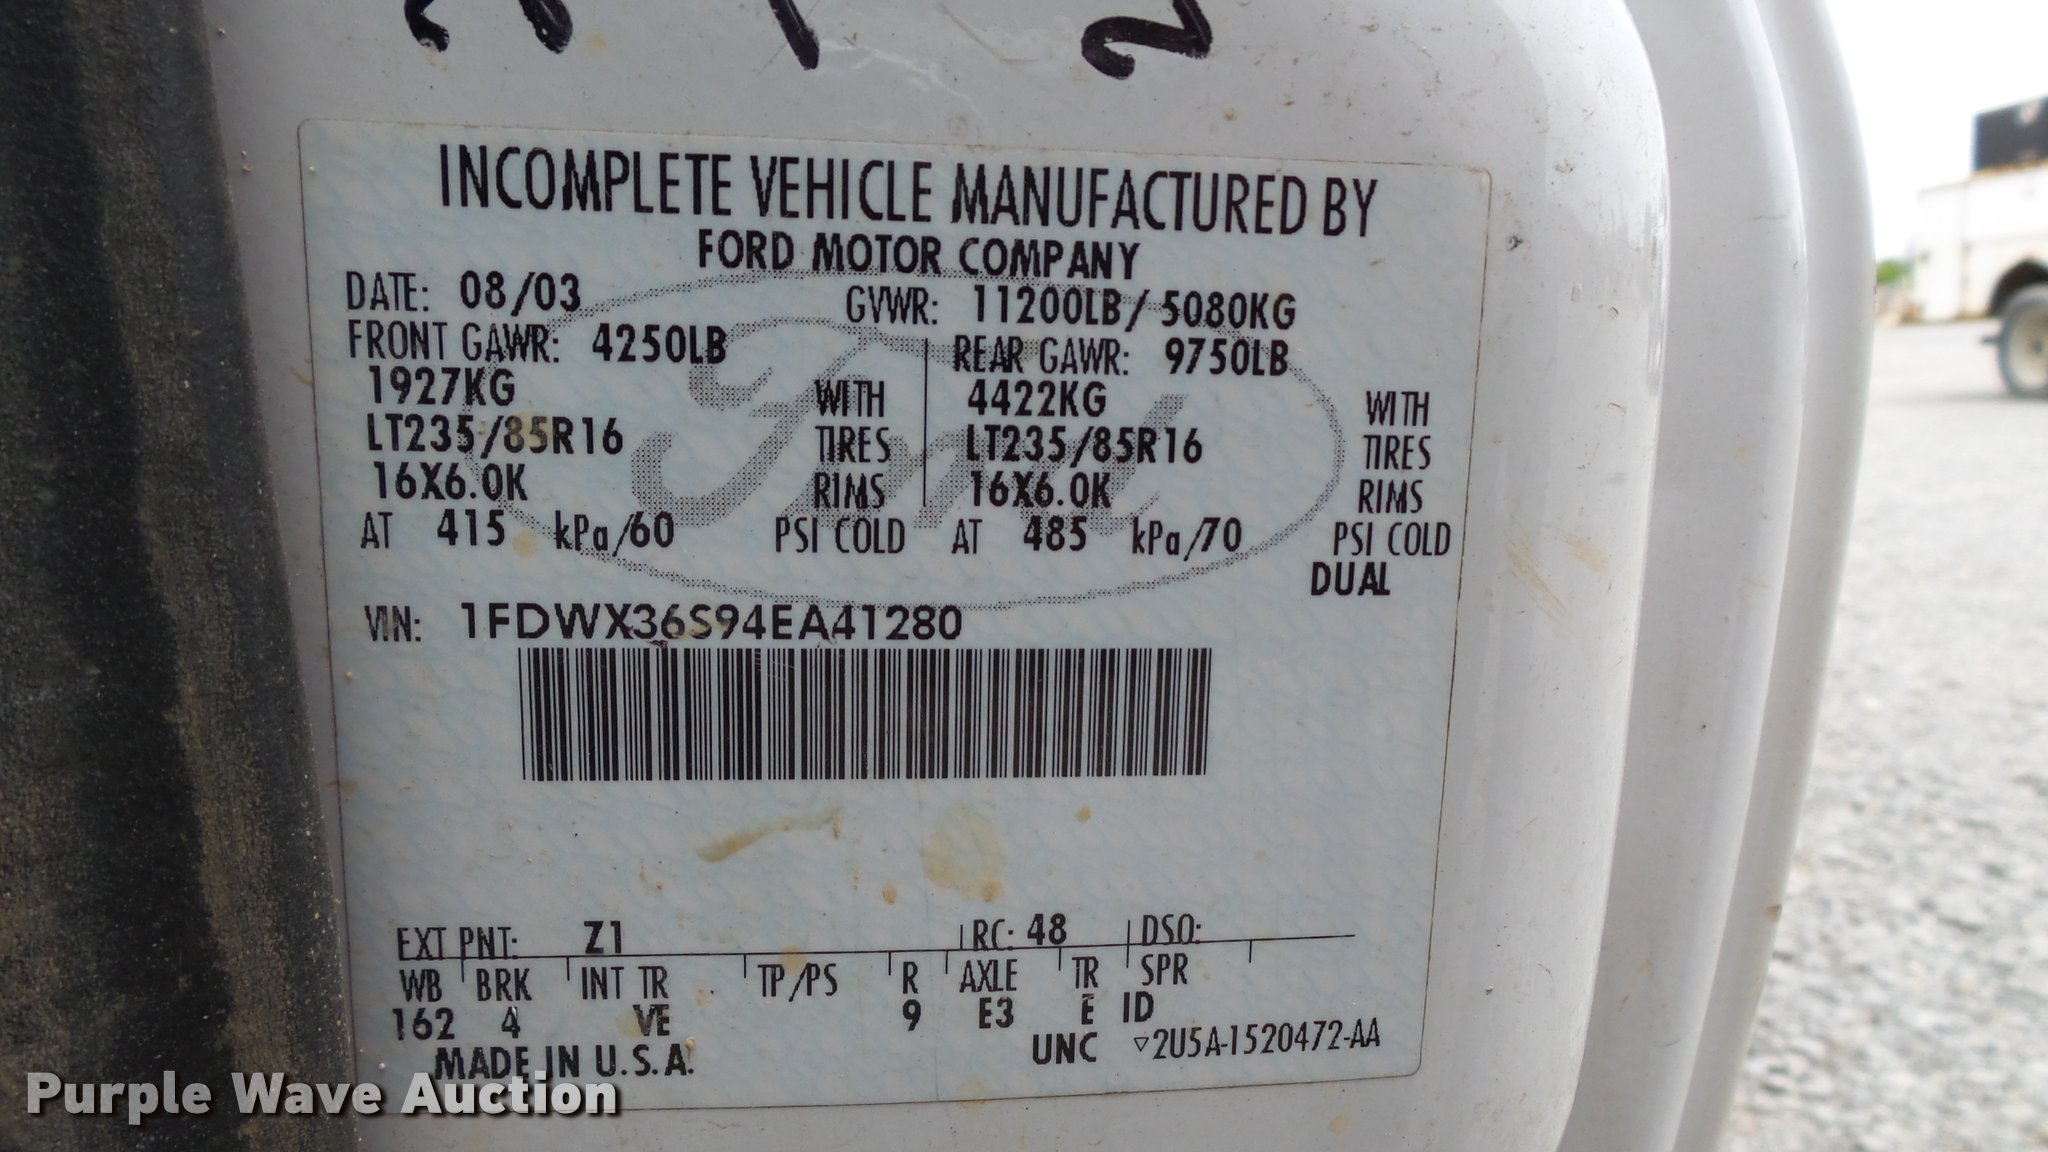 INCOMPLETE VEHICLE MANUFACTURED BY
FORD MOTOR COMPANY
DATE: 08/03 GVWR: 11200LB/ 5080KG
FRONT GAWR: 4250LB REAR GAWR: 9750LB
1927KG WITH 4422KG WITH
LT235/85R16 TIRES LT235/85R16 TIRES
16X6.0K RIMS 16X6.0K RIMS
AT 415 kPa/60 PSI COLD AT 485 kPa/70 PSI COLD
DUAL
VIN: 1FDWX36S94EA41280
EXT PNT: Z1 RC: 48 DSO:
WB BRK INT TR TP/PS R AXLE TR SPR
162 4 VE 9 E3 E ID
MADE IN U.S.A. UNC ▽2U5A-1520472-AA
Ford
Purple Wave Auction